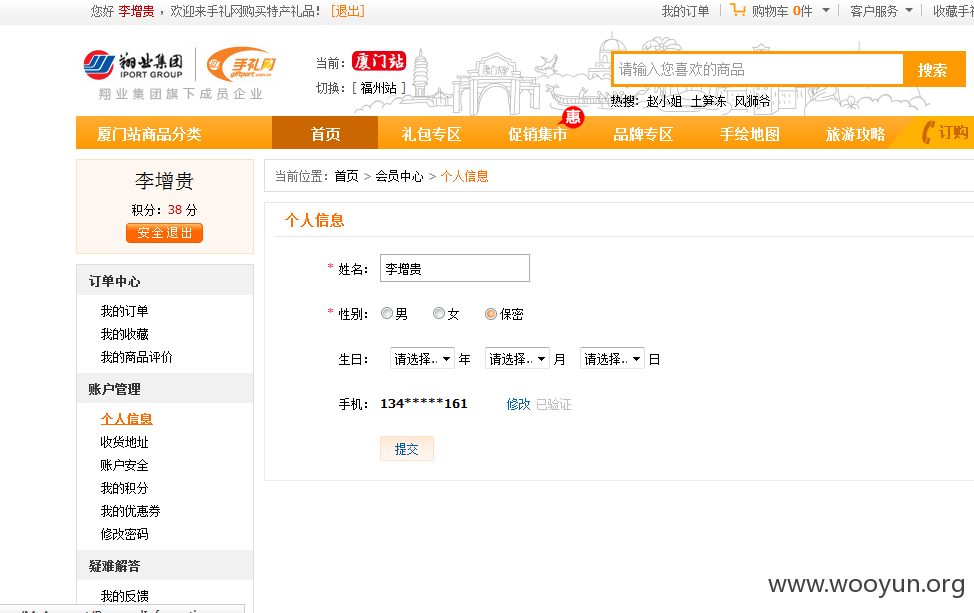 您好 李增贵 ，欢迎来手礼网购买特产礼品！ [退出] 我的订单 购物车 0件 客户服务 收藏手礼
翔业集团 IPORT GROUP 手礼网 giftport.com.cn
翔业集团旗下成员企业
当前： 厦门站
切换：[ 福州站 ]
请输入您喜欢的商品 搜索
热搜： 赵小姐 土笋冻 风狮爷
厦门站商品分类 首页 礼包专区 促销集市 惠 品牌专区 手绘地图 旅游攻略 订购
李增贵
积分：38 分
安全退出
订单中心
我的订单
我的收藏
我的商品评价
账户管理
个人信息
收货地址
账户安全
我的积分
我的优惠券
修改密码
疑难解答
我的反馈
当前位置：首页 > 会员中心 > 个人信息
个人信息
* 姓名： 李增贵
* 性别： 男 女 保密
生日： 请选择.. 年 请选择.. 月 请选择.. 日
手机： 134*****161 修改 已验证
提交
www.wooyun.org